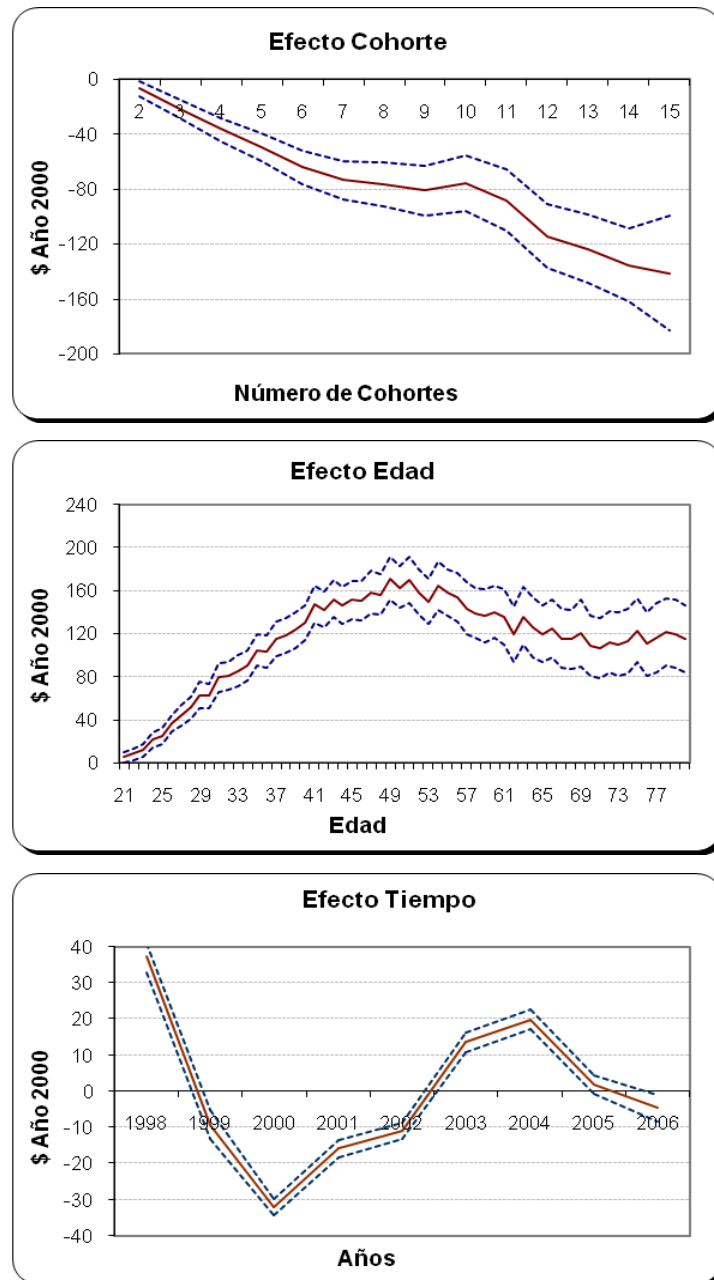 Efecto Cohorte
0
-40
-80
-120
-160
-200
$ Año 2000
2 3 4 5 6 7 8 9 10 11 12 13 14 15
Número de Cohortes
Efecto Edad
240
200
160
120
80
40
0
$ Año 2000
21 25 29 33 37 41 45 49 53 57 61 65 69 73 77
Edad
Efecto Tiempo
40
30
20
10
0
-10
-20
-30
-40
$ Año 2000
1998 1999 2000 2001 2002 2003 2004 2005 2006
Años